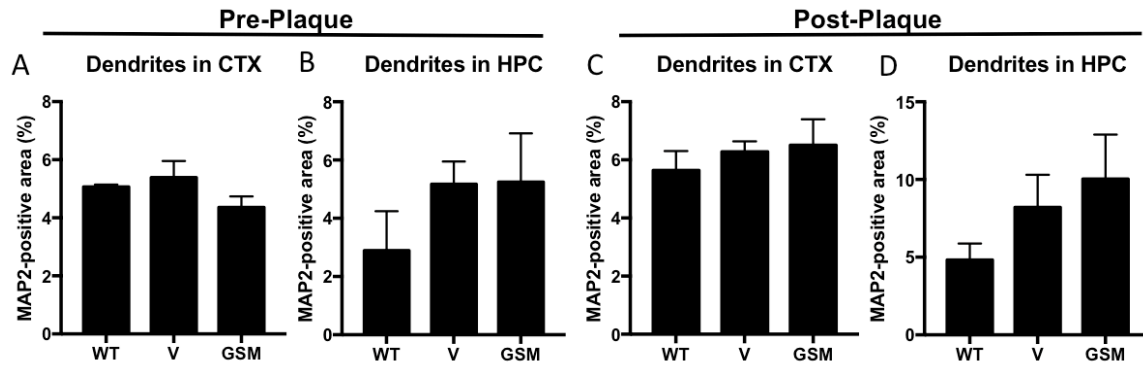 Pre-Plaque
Post-Plaque
A
Dendrites in CTX
MAP2-positive area (%)
8
6
4
2
0
WT V GSM
B
Dendrites in HPC
MAP2-positive area (%)
8
6
4
2
0
WT V GSM
C
Dendrites in CTX
MAP2-positive area (%)
8
6
4
2
0
WT V GSM
D
Dendrites in HPC
MAP2-positive area (%)
15
10
5
0
WT V GSM